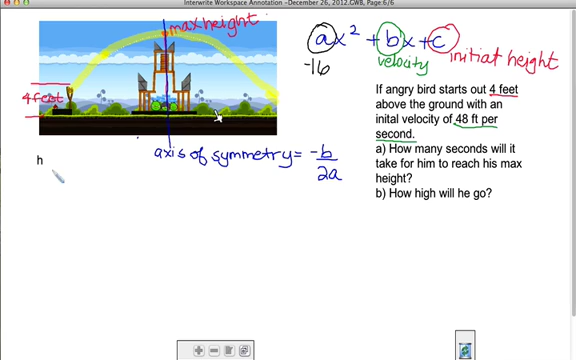 Interwrite Workspace Annotation – December 26, 2012.GWB, Page:6/6
max height
ax² + bx + c
-16
velocity
initial height
4 feet
If angry bird starts out 4 feet
above the ground with an
inital velocity of 48 ft per
second.
a) How many seconds will it
take for him to reach his max
height?
b) How high will he go?
axis of symmetry = -b/2a
h